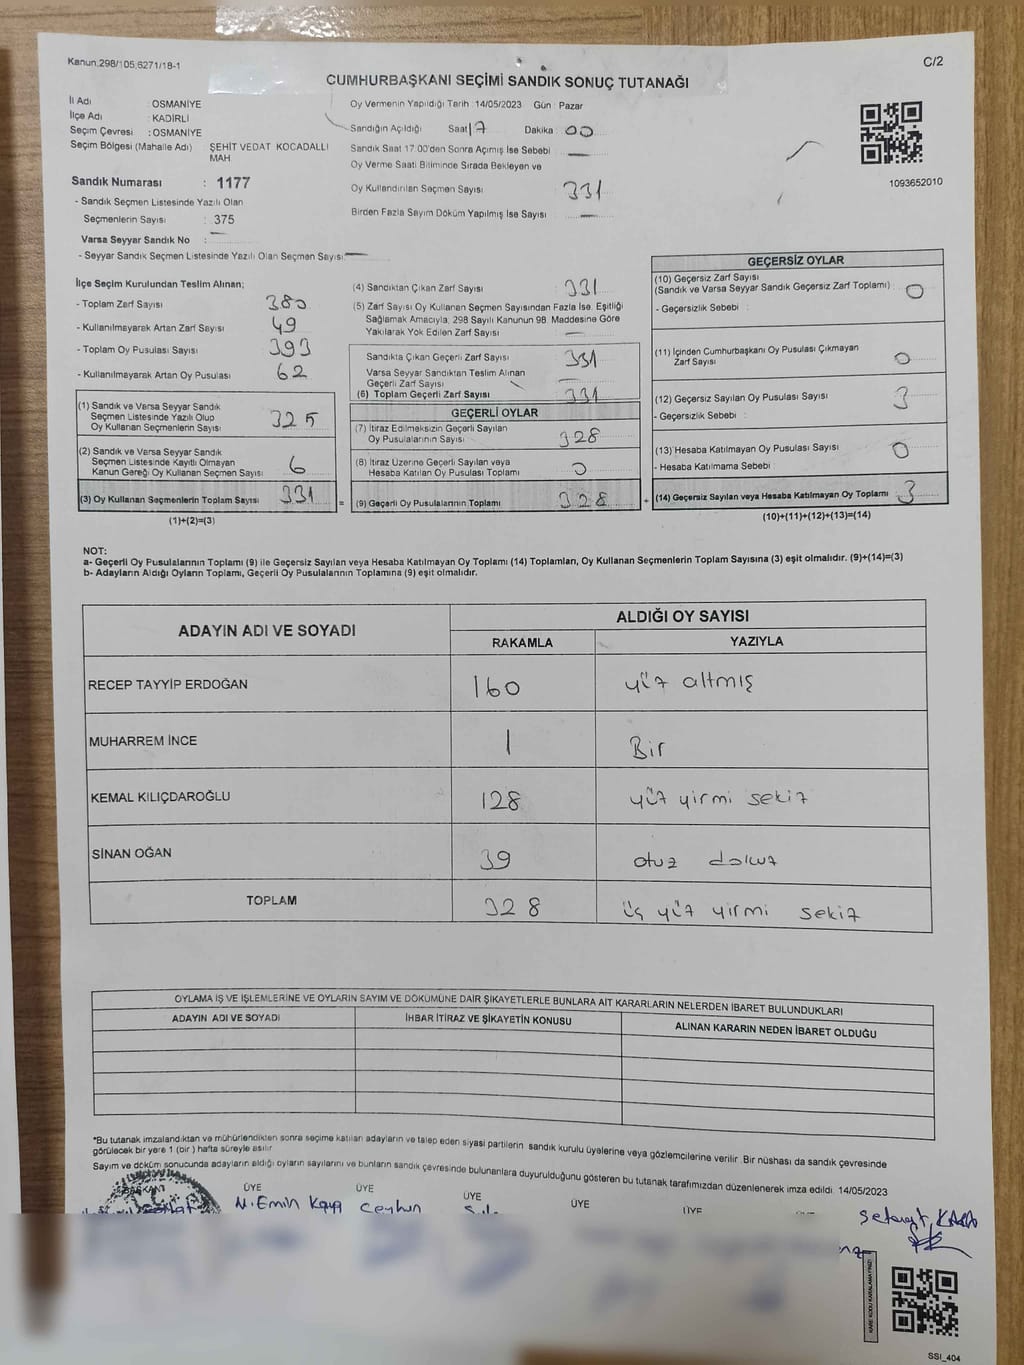 Kanun.298/105,6271/18-1
C/2
CUMHURBAŞKANI SEÇİMİ SANDIK SONUÇ TUTANAĞI
İl Adı : OSMANİYE
İlçe Adı : KADİRLİ
Seçim Çevresi : OSMANİYE
Seçim Bölgesi (Mahalle Adı) ŞEHİT VEDAT KOCADALLI MAH
Sandık Numarası : 1177
- Sandık Seçmen Listesinde Yazılı Olan
Seçmenlerin Sayısı : 375
Varsa Seyyar Sandık No :
- Seyyar Sandık Seçmen Listesinde Yazılı Olan Seçmen Sayısı:
Oy Vermenin Yapıldığı Tarih : 14/05/2023 Gün : Pazar
Sandığın Açıldığı Saat 17 Dakika : 00
Sandık Saat 17:00'den Sonra Açımış İse Sebebi
Oy Verme Saati Bitiminde Sırada Bekleyen ve
Oy Kullandırılan Seçmen Sayısı 331
Birden Fazla Sayım Döküm Yapılmış İse Sayısı
1093652010
İlçe Seçim Kurulundan Teslim Alınan;
- Toplam Zarf Sayısı 380
- Kullanılmayarak Artan Zarf Sayısı 49
- Toplam Oy Pusulası Sayısı 393
- Kullanılmayarak Artan Oy Pusulası 62
(1) Sandık ve Varsa Seyyar Sandık
Seçmen Listesinde Yazılı Olup
Oy Kullanan Seçmenlerin Sayısı 325
(2) Sandık ve Varsa Seyyar Sandık
Seçmen Listesinde Kayıtlı Olmayan
Kanun Gereği Oy Kullanan Seçmen Sayısı 6
(3) Oy Kullanan Seçmenlerin Toplam Sayısı 331 =
(1)+(2)=(3)
(4) Sandıktan Çıkan Zarf Sayısı 331
(5) Zarf Sayısı Oy Kullanan Seçmen Sayısından Fazla İse, Eşitliği
Sağlamak Amacıyla, 298 Sayılı Kanunun 98. Maddesine Göre
Yakılarak Yok Edilen Zarf Sayısı
Sandıkta Çıkan Geçerli Zarf Sayısı 331
Varsa Seyyar Sandıktan Teslim Alınan
Geçerli Zarf Sayısı
(6) Toplam Geçerli Zarf Sayısı 331
GEÇERLİ OYLAR
(7) İtiraz Edilmeksizin Geçerli Sayılan
Oy Pusulalarının Sayısı 328
(8) İtiraz Üzerine Geçerli Sayılan veya
Hesaba Katılan Oy Pusulası Toplamı 0
(9) Geçerli Oy Pusulalarının Toplamı 328 +
GEÇERSİZ OYLAR
(10) Geçersiz Zarf Sayısı
(Sandık ve Varsa Seyyar Sandık Geçersiz Zarf Toplamı) 0
- Geçersizlik Sebebi :
(11) İçinden Cumhurbaşkanı Oy Pusulası Çıkmayan
Zarf Sayısı 0
(12) Geçersiz Sayılan Oy Pusulası Sayısı 3
- Geçersizlik Sebebi :
(13) Hesaba Katılmayan Oy Pusulası Sayısı 0
- Hesaba Katılmama Sebebi :
(14) Geçersiz Sayılan veya Hesaba Katılmayan Oy Toplamı 3
(10)+(11)+(12)+(13)=(14)
NOT:
a- Geçerli Oy Pusulalarının Toplamı (9) ile Geçersiz Sayılan veya Hesaba Katılmayan Oy Toplamı (14) Toplamları, Oy Kullanan Seçmenlerin Toplam Sayısına (3) eşit olmalıdır. (9)+(14)=(3)
b- Adayların Aldığı Oyların Toplamı, Geçerli Oy Pusulalarının Toplamına (9) eşit olmalıdır.
ADAYIN ADI VE SOYADI ALDIĞI OY SAYISI
RAKAMLA YAZIYLA
RECEP TAYYİP ERDOĞAN 160 yüz altmış
MUHARREM İNCE 1 Bir
KEMAL KILIÇDAROĞLU 128 yüz yirmi sekiz
SİNAN OĞAN 39 otuz dokuz
TOPLAM 328 üç yüz yirmi sekiz
OYLAMA İŞ VE İŞLEMLERİNE VE OYLARIN SAYIM VE DÖKÜMÜNE DAİR ŞİKAYETLERLE BUNLARA AİT KARARLARIN NELERDEN İBARET BULUNDUKLARI
ADAYIN ADI VE SOYADI İHBAR İTİRAZ VE ŞİKAYETİN KONUSU ALINAN KARARIN NEDEN İBARET OLDUĞU
*Bu tutanak imzalandıktan ve mühürlendikten sonra seçime katılan adayların ve talep eden siyasi partilerin sandık kurulu üyelerine veya gözlemcilerine verilir. Bir nüshası da sandık çevresinde
görülecek bir yere 1 (bir) hafta süreyle asılır.
Sayım ve döküm sonucunda adayların aldığı oyların sayılarını ve bunların sandık çevresinde bulunanlara duyurulduğunu gösteren bu tutanak tarafımızdan düzenlenerek imza edildi. 14/05/2023
BAŞKAN ÜYE ÜYE ÜYE ÜYE ÜYE
M.Emin Kaya Ceyhun
KARE KODU KARALAMAYINIZ!
SSI_404